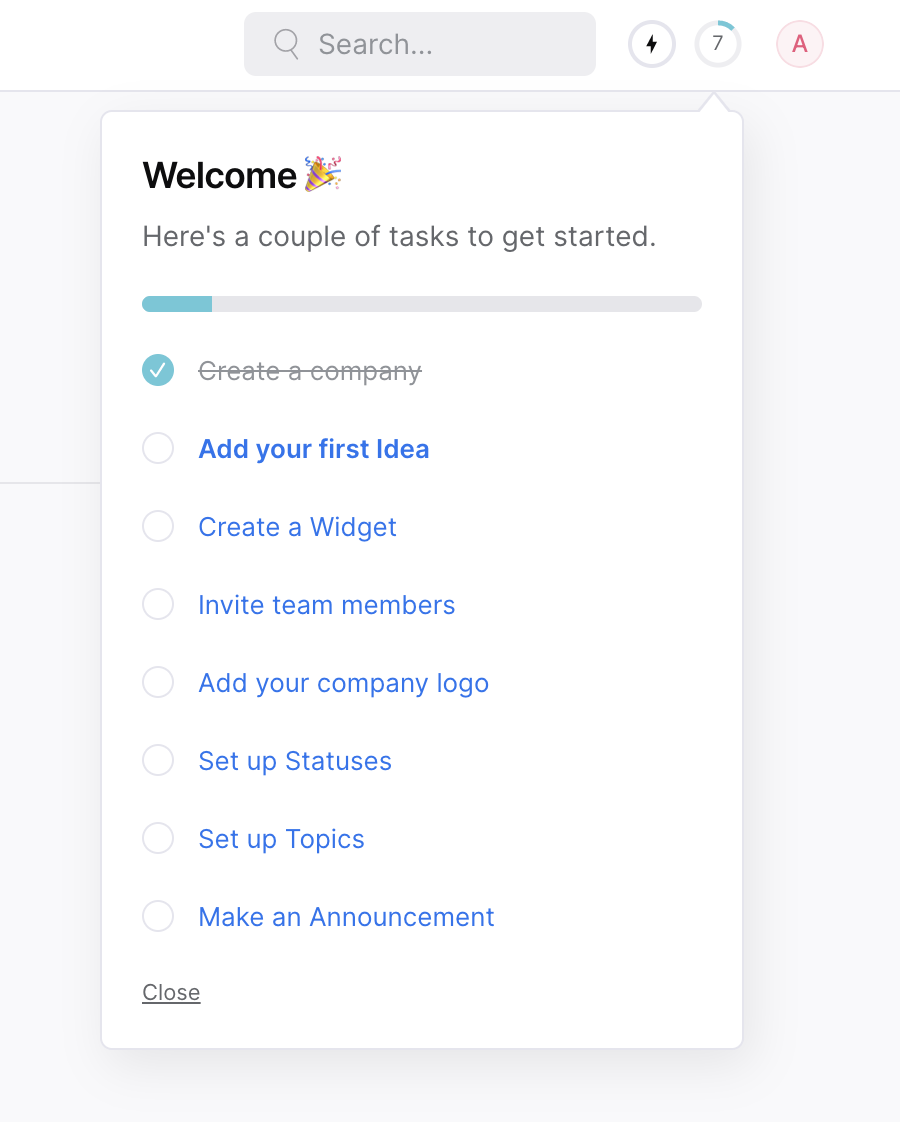 Search...
7
A
Welcome 🎉
Here's a couple of tasks to get started.
Create a company
Add your first Idea
Create a Widget
Invite team members
Add your company logo
Set up Statuses
Set up Topics
Make an Announcement
Close